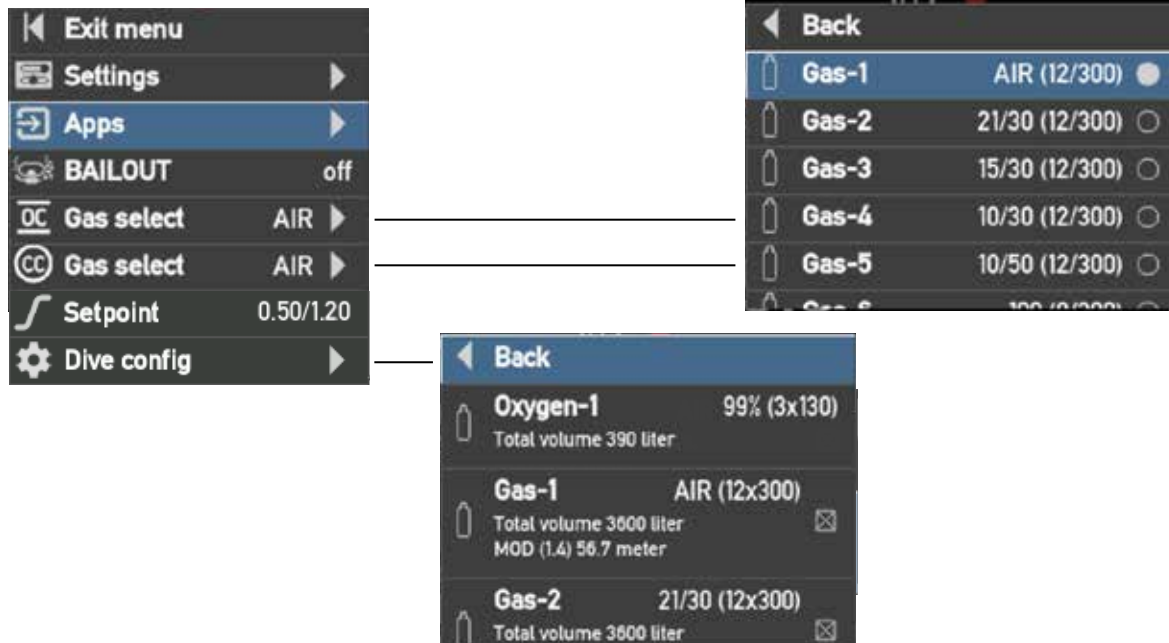 Exit menu
Settings
Apps
BAILOUT off
OC Gas select AIR
CC Gas select AIR
Setpoint 0.50/1.20
Dive config
Back
Gas-1 AIR (12/300)
Gas-2 21/30 (12/300)
Gas-3 15/30 (12/300)
Gas-4 10/30 (12/300)
Gas-5 10/50 (12/300)
Back
Oxygen-1 99% (3x130)
Total volume 390 liter
Gas-1 AIR (12x300)
Total volume 3600 liter
MOD (1.4) 56.7 meter
Gas-2 21/30 (12x300)
Total volume 3600 liter